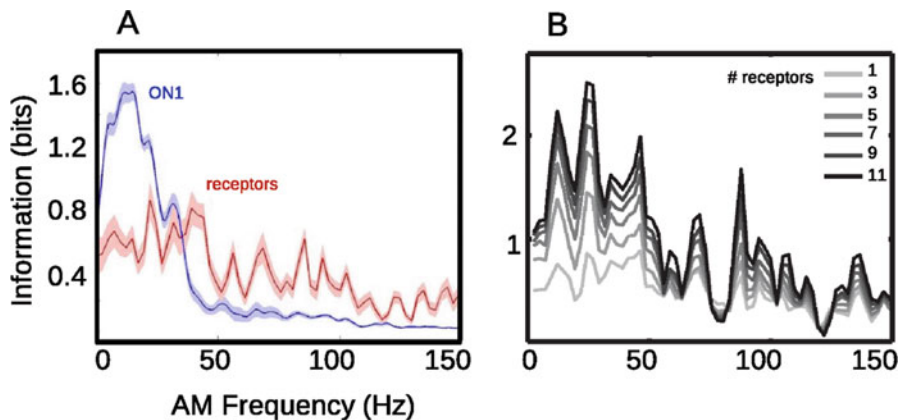 A
Information (bits)
1.6
1.2
0.8
0.4
ON1
receptors
0
50
100
150
AM Frequency (Hz)
B
# receptors
1
3
5
7
9
11
2
1
0
50
100
150